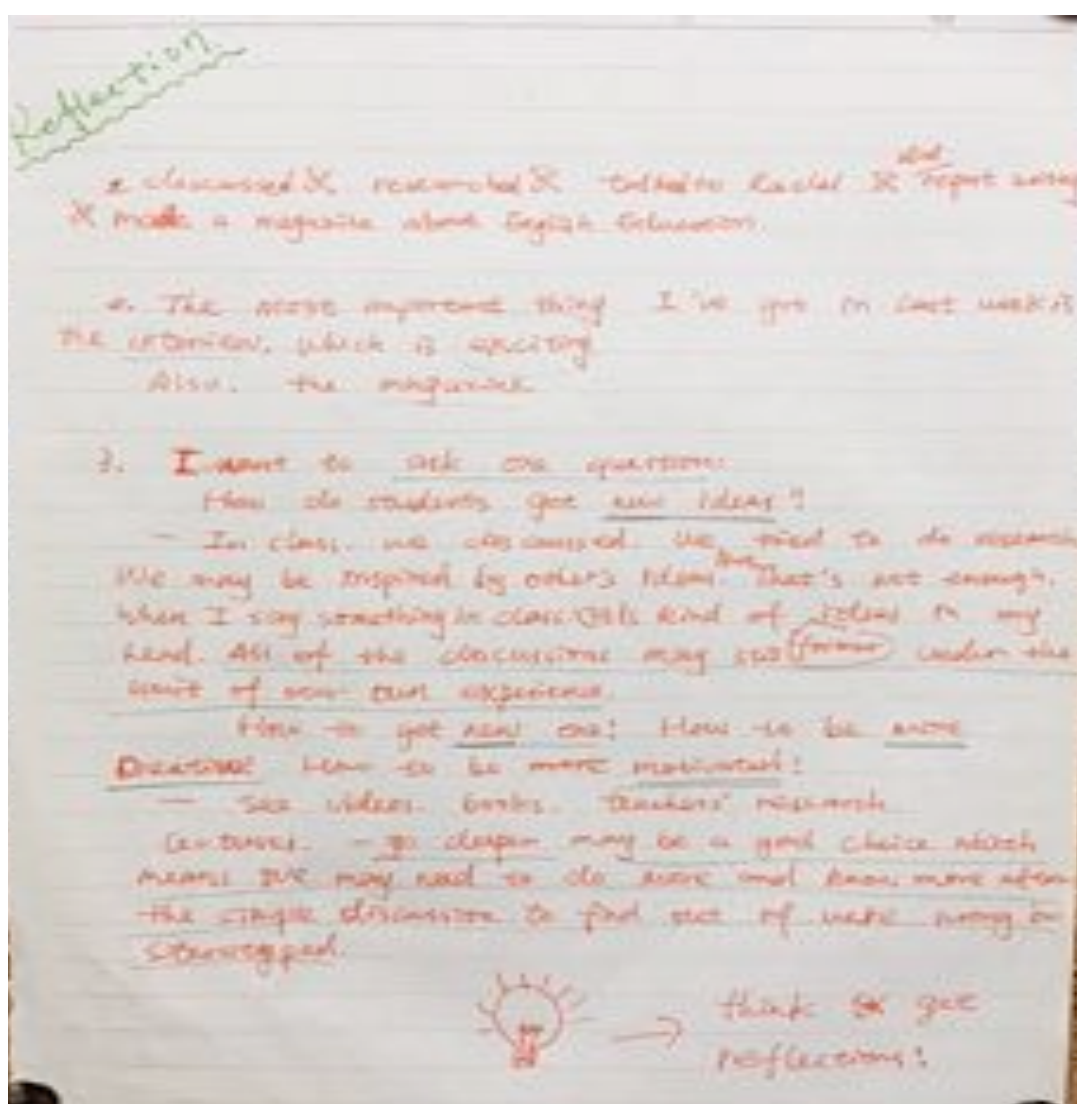 Reflection
discussed & researched & talked to Rachel & did report writing
& made a magazine about English Education.
2. The most important thing I've got in last week is
the interview, which is exciting
Also, the magazine
3. I want to ask one question:
How do students get new ideas?
- In class, we discussed. We tried to do research
We may be inspired by other's ideas. But That's not enough.
When I say something in class, it's kind of ideas in my
head. All of the discussions may still under the
limit of our own experience.
How to get new one? How to be more
creative? How to be more motivated?
- See videos. books. teachers' research
lectures. - go deeper may be a good choice which
means we may need to do more and know more after
the single discussion to find out if we're wrong or
stereotyped.
think & get
reflections!